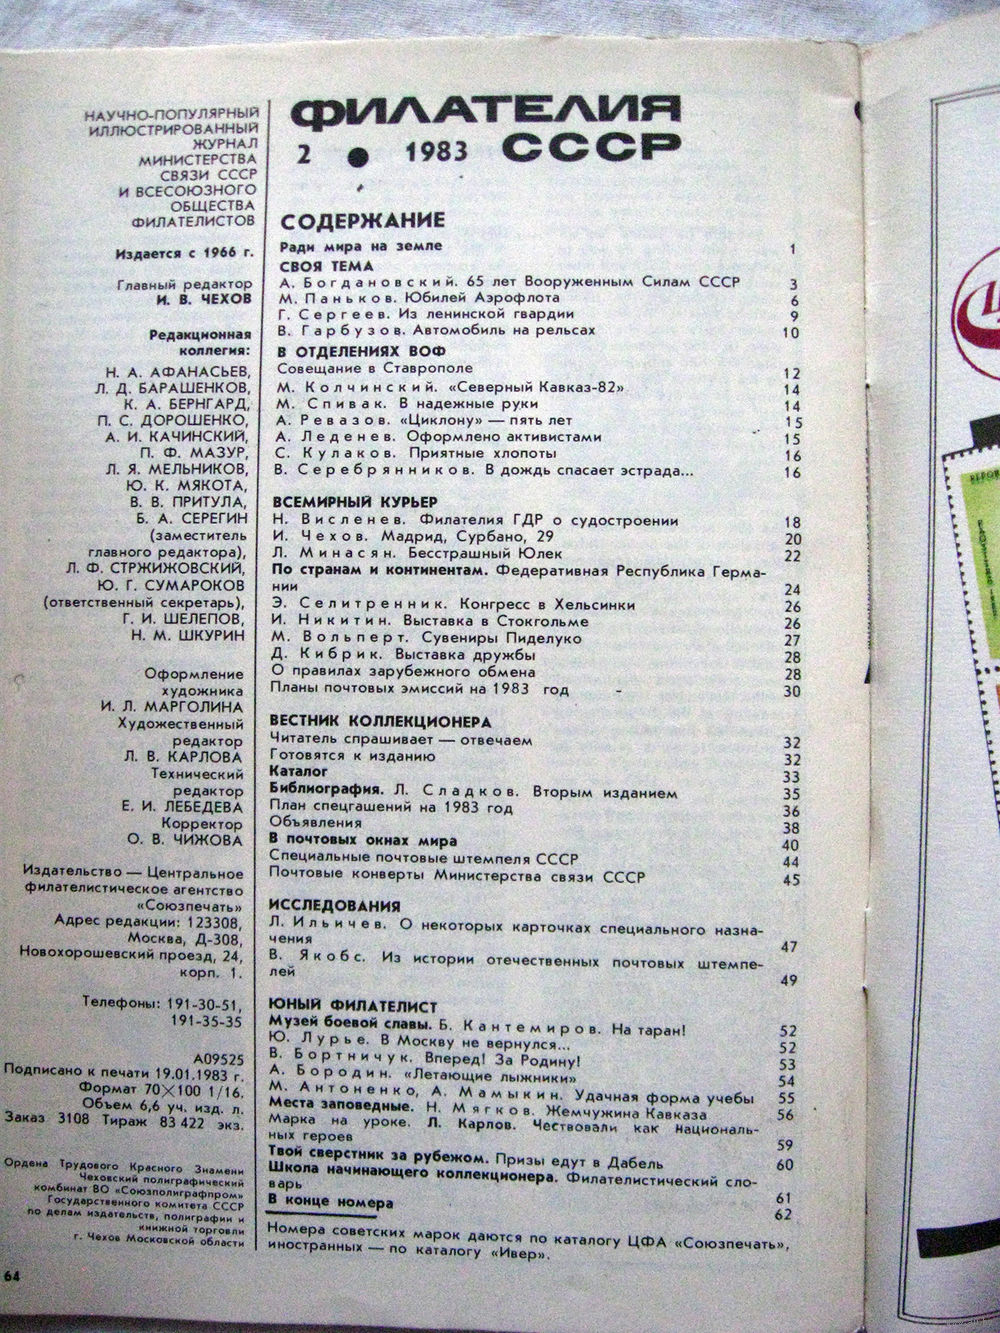 НАУЧНО-ПОПУЛЯРНЫЙ
ИЛЛЮСТРИРОВАННЫЙ
ЖУРНАЛ
МИНИСТЕРСТВА
СВЯЗИ СССР
И ВСЕСОЮЗНОГО
ОБЩЕСТВА
ФИЛАТЕЛИСТОВ
Издается с 1966 г.
Главный редактор
И. В. ЧЕХОВ
Редакционная
коллегия:
Н. А. АФАНАСЬЕВ,
Л. Д. БАРАШЕНКОВ,
К. А. БЕРНГАРД,
П. С. ДОРОШЕНКО,
А. И. КАЧИНСКИЙ,
П. Ф. МАЗУР,
Л. Я. МЕЛЬНИКОВ,
Ю. К. МЯКОТА,
В. В. ПРИТУЛА,
Б. А. СЕРЕГИН
(заместитель
главного редактора),
Л. Ф. СТРЖИЖОВСКИЙ,
Ю. Г. СУМАРОКОВ
(ответственный секретарь),
Г. И. ШЕЛЕПОВ,
Н. М. ШКУРИН
Оформление
художника
И. Л. МАРГОЛИНА
Художественный
редактор
Л. В. КАРЛОВА
Технический
редактор
Е. И. ЛЕБЕДЕВА
Корректор
О. В. ЧИЖОВА
Издательство — Центральное
филателистическое агентство
«Союзпечать»
Адрес редакции: 123308,
Москва, Д-308,
Новохорошевский проезд, 24,
корп. 1.
Телефоны: 191-30-51,
191-35-35
А09525
Подписано к печати 19.01.1983 г.
Формат 70×100 1/16.
Объем 6,6 уч. изд. л.
Заказ 3108 Тираж 83 422 экз.
Ордена Трудового Красного Знамени
Чеховский полиграфический
комбинат ВО «Союзполиграфпром»
Государственного комитета СССР
по делам издательств, полиграфии и
книжной торговли
г. Чехов Московской области
64
ФИЛАТЕЛИЯ
2 ● 1983 СССР
СОДЕРЖАНИЕ
Ради мира на земле 1
СВОЯ ТЕМА
А. Богдановский. 65 лет Вооруженным Силам СССР 3
М. Паньков. Юбилей Аэрофлота 6
Г. Сергеев. Из ленинской гвардии 9
В. Гарбузов. Автомобиль на рельсах 10
В ОТДЕЛЕНИЯХ ВОФ
Совещание в Ставрополе 12
М. Колчинский. «Северный Кавказ-82» 14
М. Спивак. В надежные руки 14
А. Ревазов. «Циклону» — пять лет 15
А. Леденев. Оформлено активистами 15
С. Кулаков. Приятные хлопоты 16
В. Серебрянников. В дождь спасает эстрада... 16
ВСЕМИРНЫЙ КУРЬЕР
Н. Висленев. Филателия ГДР о судостроении 18
И. Чехов. Мадрид, Сурбано, 29 20
Л. Минасян. Бесстрашный Юлек 22
По странам и континентам. Федеративная Республика Герма-
нии 24
Э. Селитренник. Конгресс в Хельсинки 26
И. Никитин. Выставка в Стокгольме 26
М. Вольперт. Сувениры Пиделуко 27
Д. Кибрик. Выставка дружбы 28
О правилах зарубежного обмена 28
Планы почтовых эмиссий на 1983 год 30
ВЕСТНИК КОЛЛЕКЦИОНЕРА
Читатель спрашивает — отвечаем 32
Готовятся к изданию 32
Каталог 33
Библиография. Л. Сладков. Вторым изданием 35
План спецгашений на 1983 год 36
Объявления 38
В почтовых окнах мира 40
Специальные почтовые штемпеля СССР 44
Почтовые конверты Министерства связи СССР 45
ИССЛЕДОВАНИЯ
Л. Ильичев. О некоторых карточках специального назна-
чения 47
В. Якобс. Из истории отечественных почтовых штемпе-
лей 49
ЮНЫЙ ФИЛАТЕЛИСТ
Музей боевой славы. Б. Кантемиров. На таран! 52
Ю. Лурье. В Москву не вернулся... 52
В. Бортничук. Вперед! За Родину! 53
А. Бородин. «Летающие лыжники» 54
М. Антоненко, А. Мамыкин. Удачная форма учебы 55
Места заповедные. Н. Мягков. Жемчужина Кавказа 56
Марка на уроке. Л. Карлов. Чествовали как националь-
ных героев 59
Твой сверстник за рубежом. Призы едут в Дабель 60
Школа начинающего коллекционера. Филателистический сло-
варь 61
В конце номера 62
Номера советских марок даются по каталогу ЦФА «Союзпечать»,
иностранных — по каталогу «Ивер».